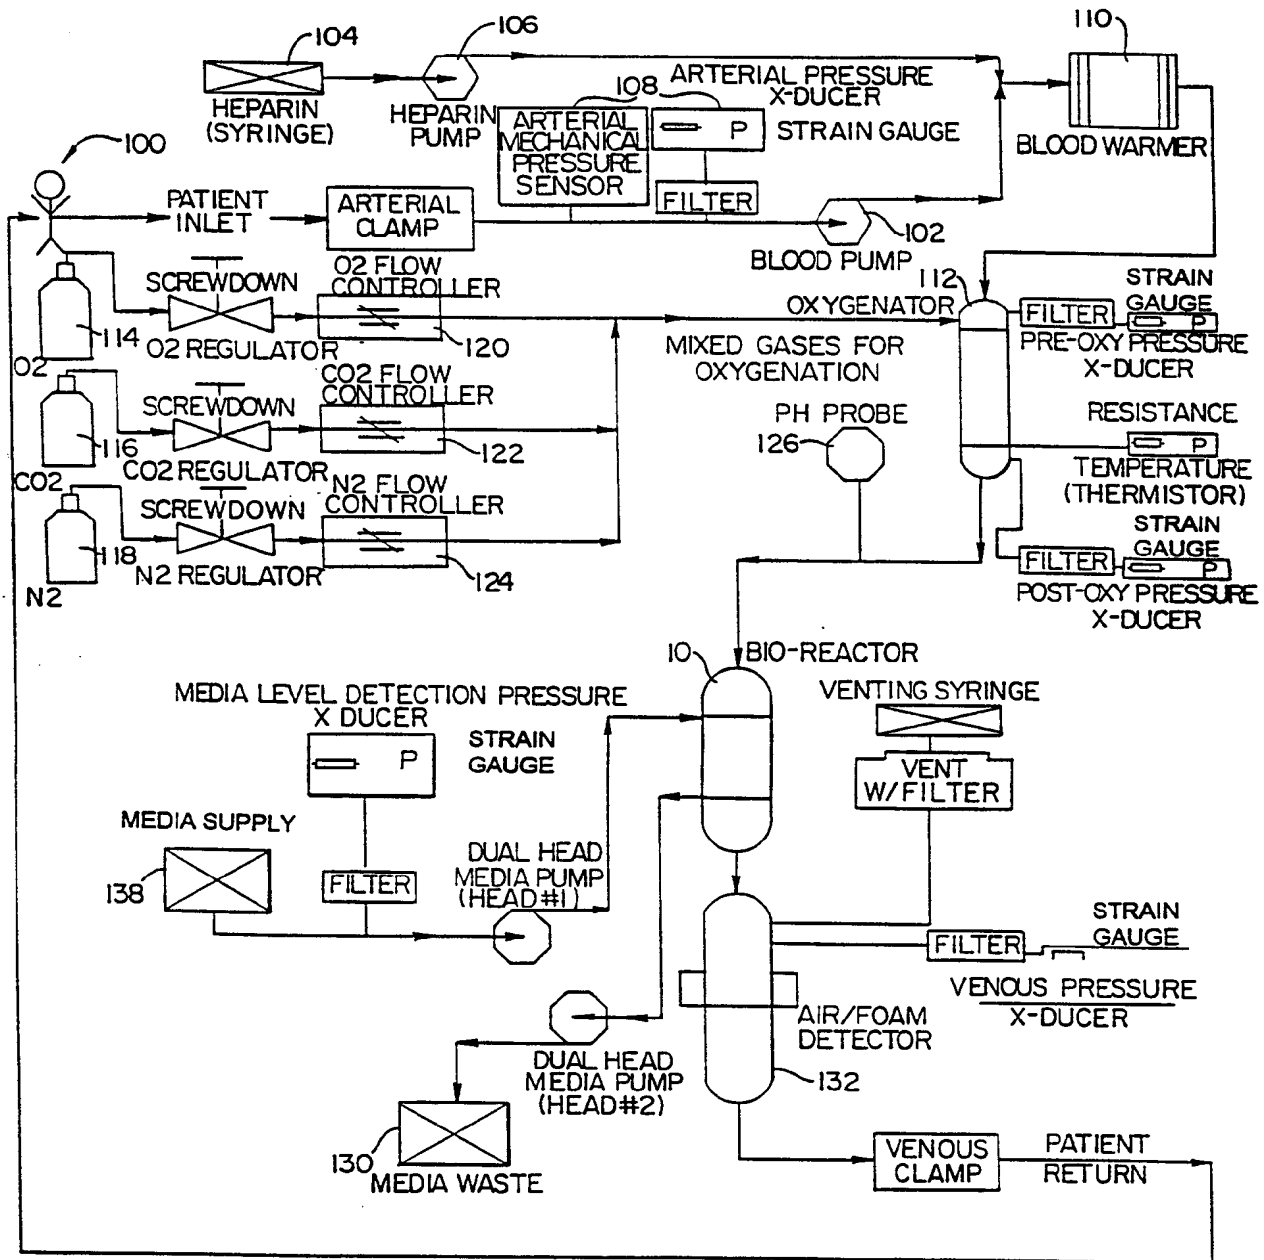 104
106
110
HEPARIN
(SYRINGE)
HEPARIN
PUMP
108
ARTERIAL PRESSURE
X-DUCER
ARTERIAL
MECHANICAL
PRESSURE
SENSOR
P
STRAIN GAUGE
FILTER
BLOOD WARMER
100
PATIENT
INLET
ARTERIAL
CLAMP
102
BLOOD PUMP
SCREWDOWN
O2 FLOW
CONTROLLER
114
O2
O2 REGULATOR
120
112
OXYGENATOR
MIXED GASES FOR
OXYGENATION
FILTER
STRAIN
GAUGE
P
PRE-OXY PRESSURE
X-DUCER
SCREWDOWN
CO2 FLOW
CONTROLLER
116
CO2
CO2 REGULATOR
122
PH PROBE
126
RESISTANCE
P
TEMPERATURE
(THERMISTOR)
SCREWDOWN
N2 FLOW
CONTROLLER
118
N2
N2 REGULATOR
124
STRAIN
GAUGE
FILTER
P
POST-OXY PRESSURE
X-DUCER
10
BIO-REACTOR
MEDIA LEVEL DETECTION PRESSURE
X DUCER
P
STRAIN
GAUGE
VENTING SYRINGE
VENT
W/FILTER
MEDIA SUPPLY
138
FILTER
DUAL HEAD
MEDIA PUMP
(HEAD#1)
STRAIN
GAUGE
FILTER
VENOUS PRESSURE
X-DUCER
AIR/FOAM
DETECTOR
132
DUAL HEAD
MEDIA PUMP
(HEAD#2)
130
MEDIA WASTE
VENOUS
CLAMP
PATIENT
RETURN